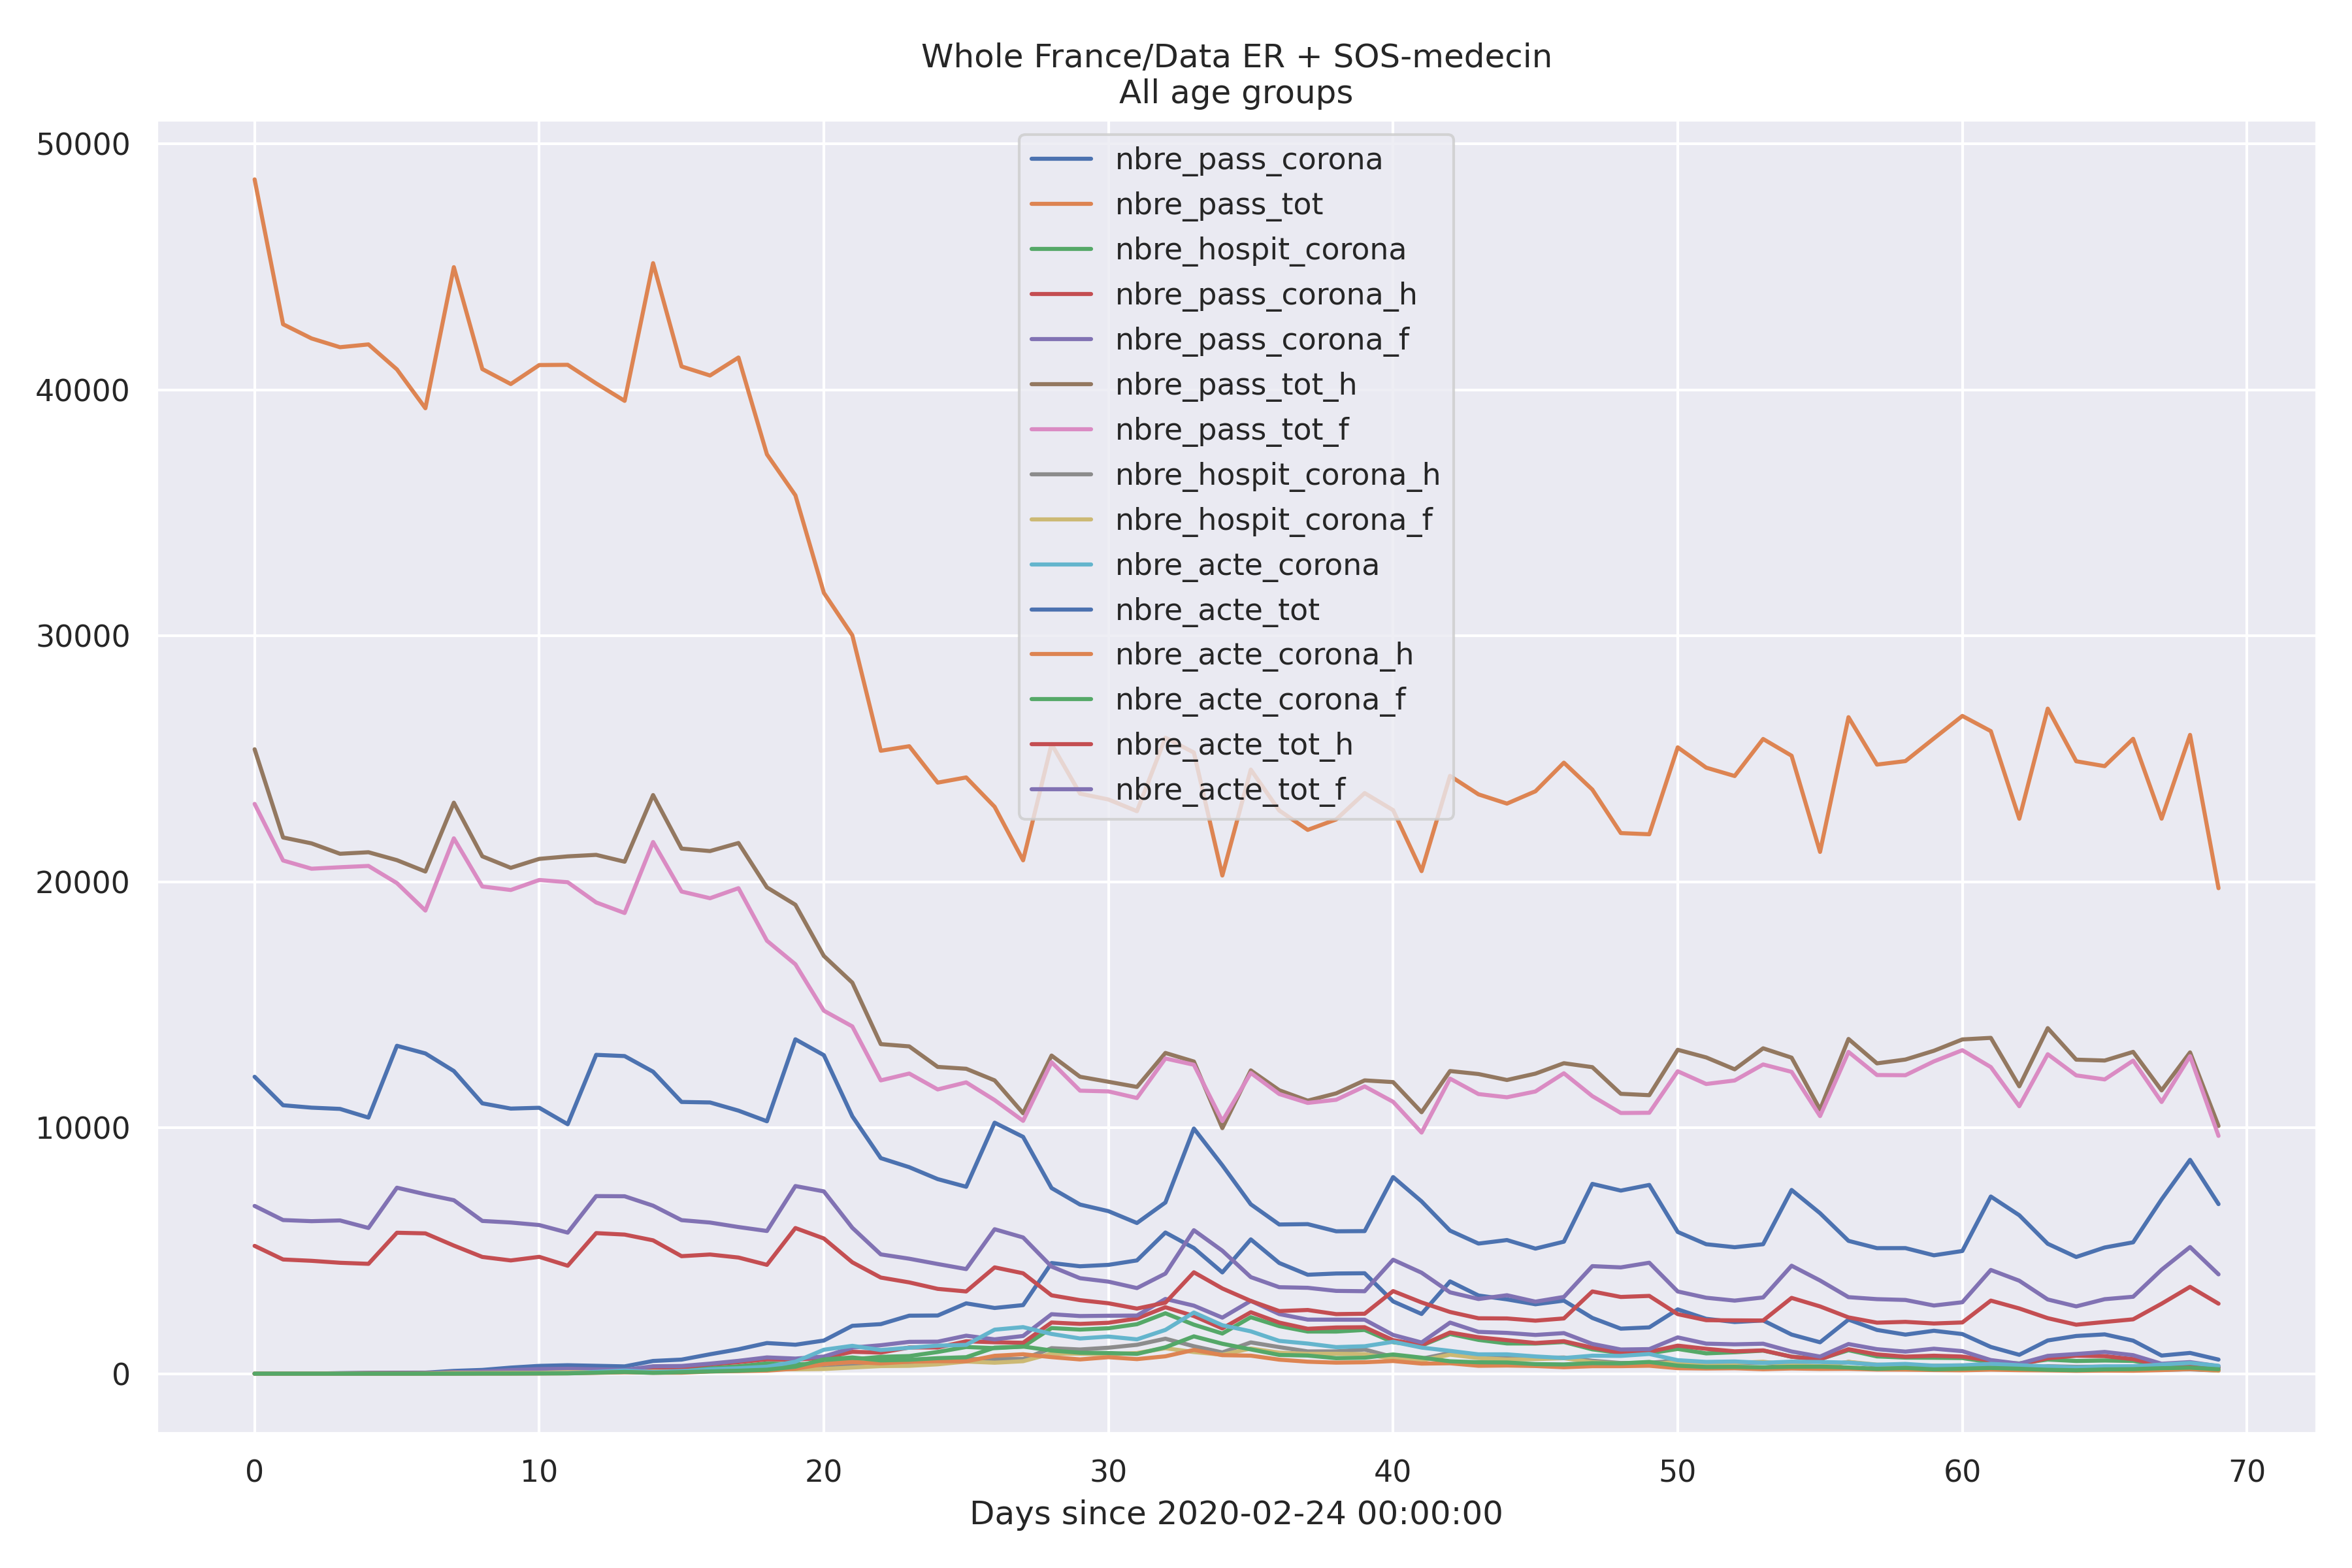 Whole France/Data ER + SOS-medecin
All age groups
50000
40000
30000
20000
10000
0
nbre_pass_corona
nbre_pass_tot
nbre_hospit_corona
nbre_pass_corona_h
nbre_pass_corona_f
nbre_pass_tot_h
nbre_pass_tot_f
nbre_hospit_corona_h
nbre_hospit_corona_f
nbre_acte_corona
nbre_acte_tot
nbre_acte_corona_h
nbre_acte_corona_f
nbre_acte_tot_h
nbre_acte_tot_f
0 10 20 30 40 50 60 70
Days since 2020-02-24 00:00:00